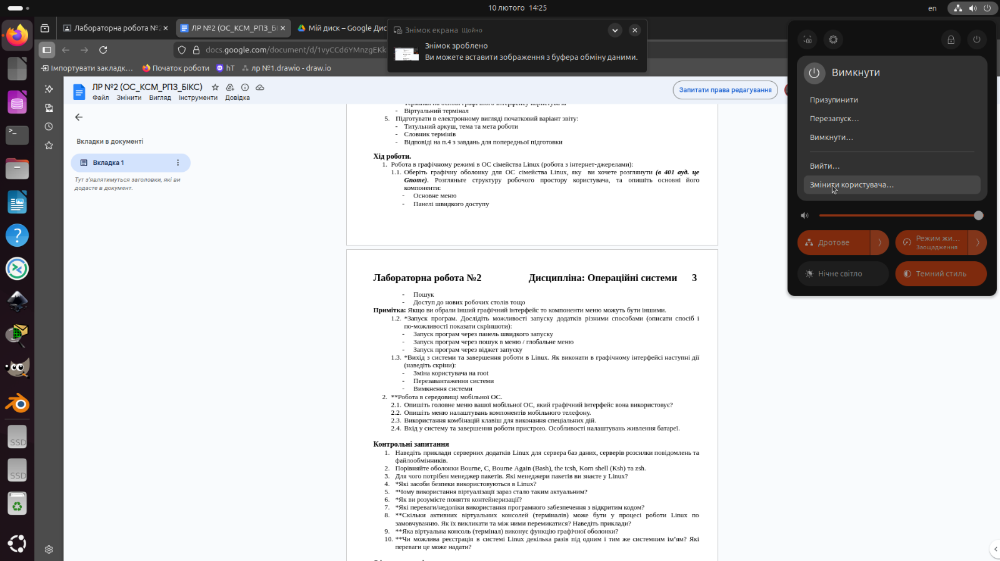 10 лютого 14:25
en
Лабораторна робота №2
ЛР №2 (ОС_КСМ_РПЗ_БІ
Мій диск – Google Дис
docs.google.com/document/d/1vyCCd6YMnzgEKk
Імпортувати закладк...
Початок роботи
hT
лр №1.drawio - draw.io
Знімок екрана Щойно
Знімок зроблено
Ви можете вставити зображення з буфера обміну даними.
ЛР №2 (ОС_КСМ_РПЗ_БІКС)
Файл Змінити Вигляд Інструменти Довідка
Запитати права редагування
Вкладки в документі
Вкладка 1
Тут з'являтимуться заголовки, які ви
додасте в документ.
- Віртуальний термінал
5. Підготувати в електронному вигляді початковий варіант звіту:
- Титульний аркуш, тема та мета роботи
- Словник термінів
- Відповіді на п.4 з завдань для попередньої підготовки
Хід роботи.
1. Робота в графічному режимі в ОС сімейства Linux (робота з інтернет-джерелами):
1.1. Оберіть графічну оболонку для ОС сімейства Linux, яку ви хочете розглянути (в 401 ауд. це
Gnome). Розгляньте структуру робочого простору користувача, та опишіть основні його
компоненти:
- Основне меню
- Панелі швидкого доступу
Лабораторна робота №2 Дисципліна: Операційні системи 3
- Пошук
- Доступ до нових робочих столів тощо
Примітка: Якщо ви обрали інший графічний інтерфейс то компоненти меню можуть бути іншими.
1.2. *Запуск програм. Дослідіть можливості запуску додатків різними способами (описати спосіб і
по-можливості показати скріншоти):
- Запуск програм через панель швидкого запуску
- Запуск програм через пошук в меню / глобальне меню
- Запуск програм через віджет запуску
1.3. *Вихід з системи та завершення роботи в Linux. Як виконати в графічному інтерфейсі наступні дії
(наведіть скріни):
- Зміна користувача на root
- Перезавантаження системи
- Вимкнення системи
2. **Робота в середовищі мобільної ОС.
2.1. Опишіть головне меню вашої мобільної ОС, який графічний інтерфейс вона використовує?
2.2. Опишіть меню налаштувань компонентів мобільного телефону.
2.3. Використання комбінацій клавіш для виконання спеціальних дій.
2.4. Вхід у систему та завершення роботи пристрою. Особливості налаштувань живлення батареї.
Контрольні запитання
1. Наведіть приклади серверних додатків Linux для сервера баз даних, серверів розсилки повідомлень та
файлообмінників.
2. Порівняйте оболонки Bourne, C, Bourne Again (Bash), the tcsh, Korn shell (Ksh) та zsh.
3. Для чого потрібен менеджер пакетів. Які менеджери пакетів ви знаєте у Linux?
4. *Які засоби безпеки використовуються в Linux?
5. *Чому використання віртуалізації зараз стало таким актуальним?
6. *Як ви розумієте поняття контейнеризації?
7. *Які переваги/недоліки використання програмного забезпечення з відкритим кодом?
8. **Скільки активних віртуальних консолей (терміналів) може бути у процесі роботи Linux по
замовчуванню. Як їх викликати та між ними перемикатися? Наведіть приклади?
9. **Яка віртуальна консоль (термінал) виконує функцію графічної оболонки?
10. **Чи можлива реєстрація в системі Linux декілька разів під одним і тим же системним ім'ям? Які
переваги це може надати?
Вимкнути
Призупинити
Перезапуск...
Вимкнути...
Вийти...
Змінити користувача...
Дротове
Режим жи...
Заощадження
Нічне світло
Темний стиль
SSD
SSD